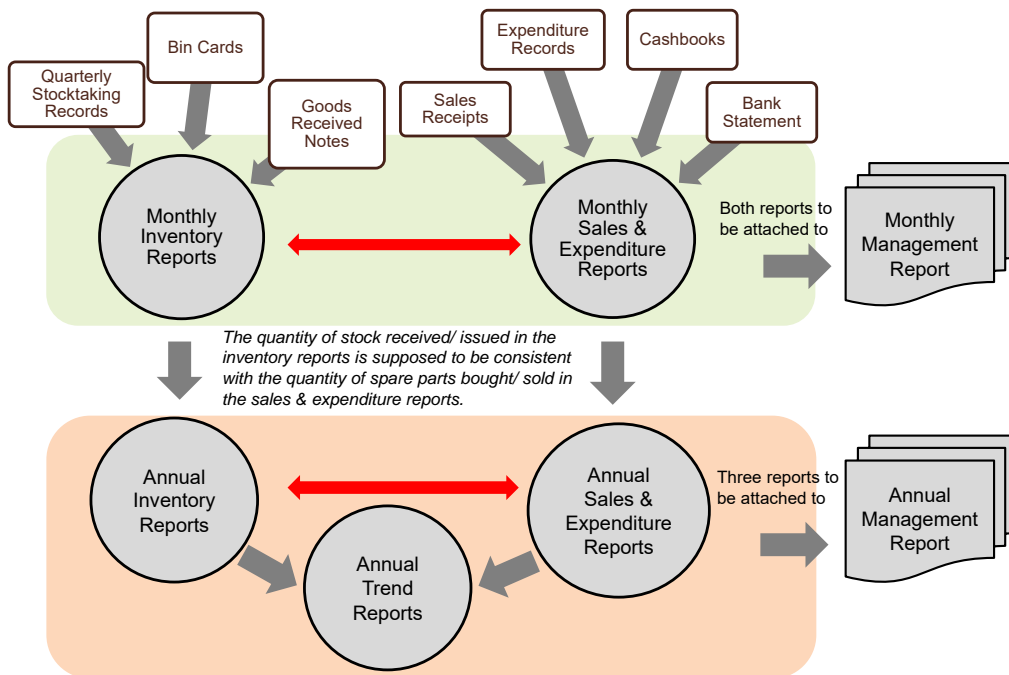 Bin Cards
Expenditure
Records
Cashbooks
Quarterly
Stocktaking
Records
Goods
Received
Notes
Sales
Receipts
Bank
Statement
Monthly
Inventory
Reports
Monthly
Sales &
Expenditure
Reports
Both reports to
be attached to
Monthly
Management
Report
The quantity of stock received/ issued in the
inventory reports is supposed to be consistent
with the quantity of spare parts bought/ sold in
the sales & expenditure reports.
Annual
Inventory
Reports
Annual
Sales &
Expenditure
Reports
Three reports to
be attached to
Annual
Management
Report
Annual
Trend
Reports